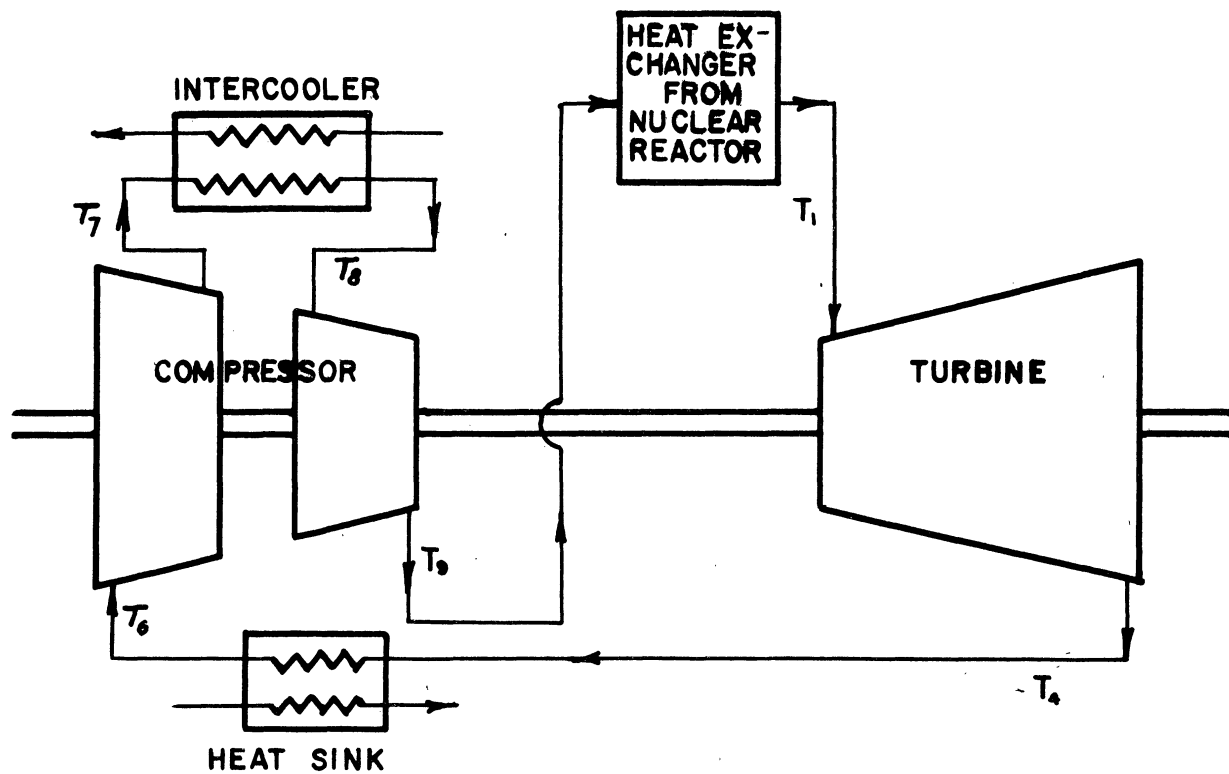 HEAT EX-
CHANGER
FROM
NUCLEAR
REACTOR
INTERCOOLER
T7
T8
T1
COMPRESSOR
TURBINE
T9
T6
T4
HEAT SINK